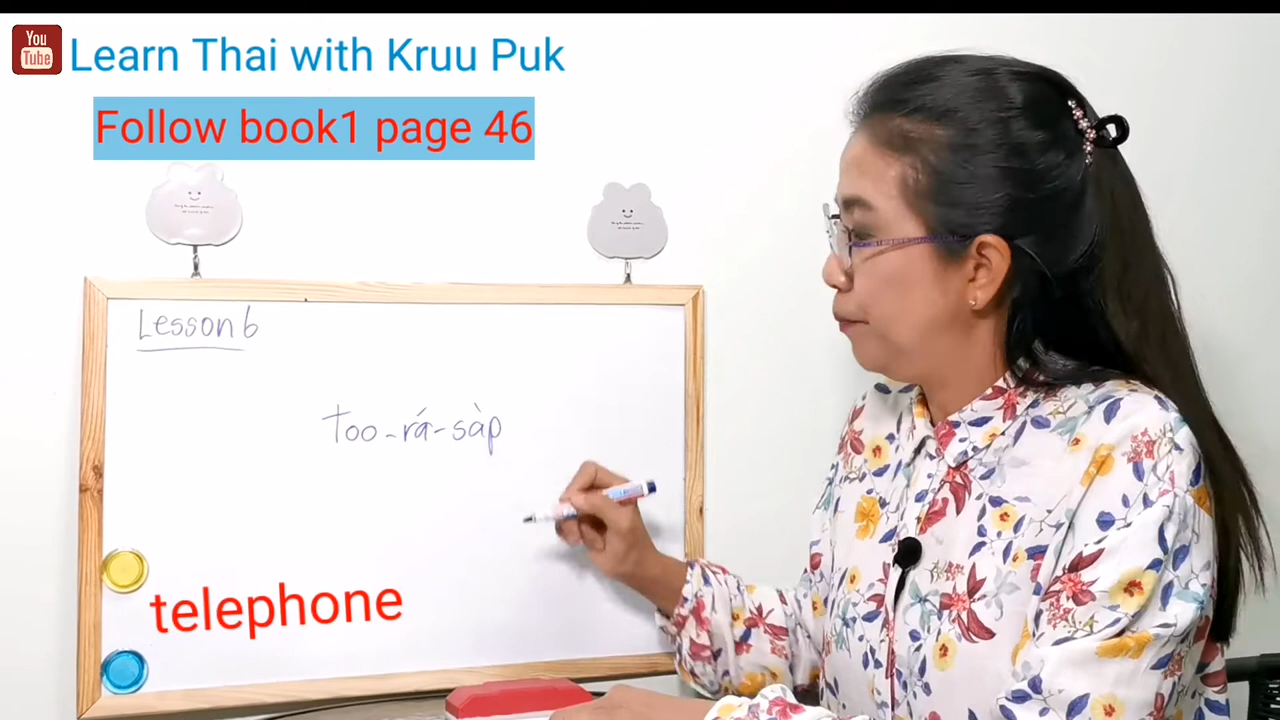 You
Tube
Learn Thai with Kruu Puk
Follow book1 page 46
Lesson 6
too-rá-sàp
telephone